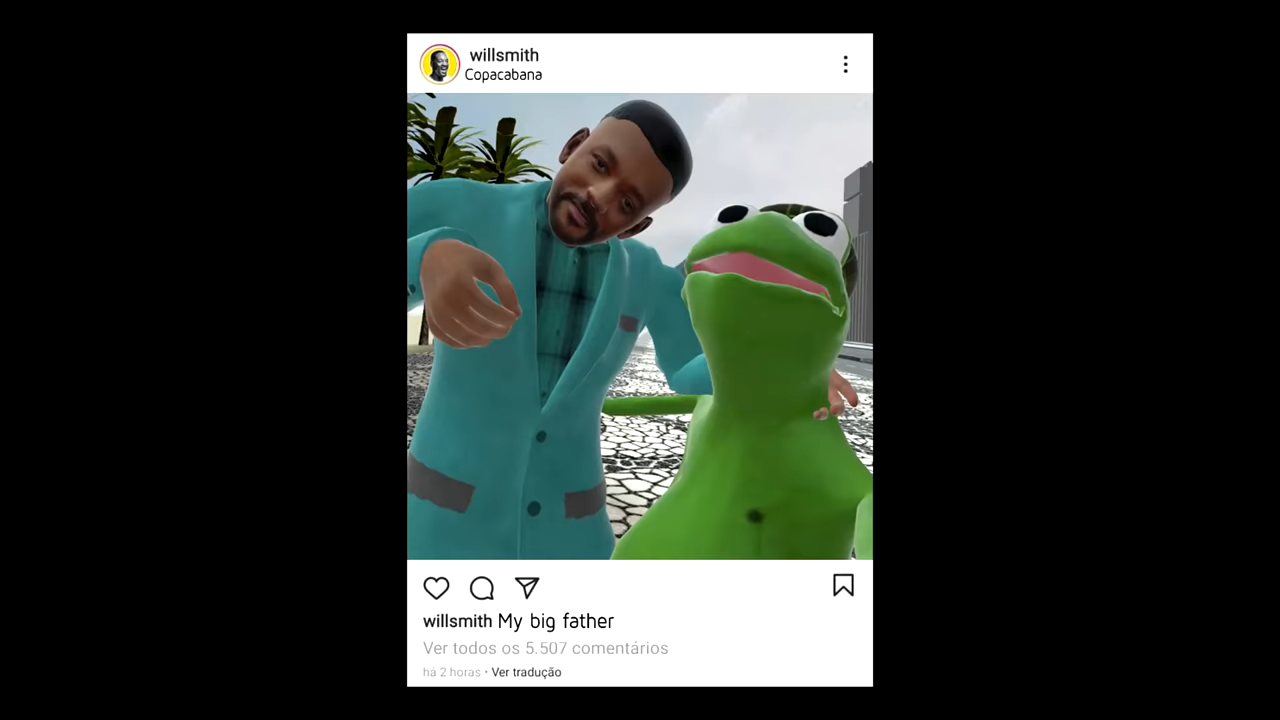 willsmith
Copacabana
willsmith My big father
Ver todos os 5.507 comentários
há 2 horas • Ver tradução